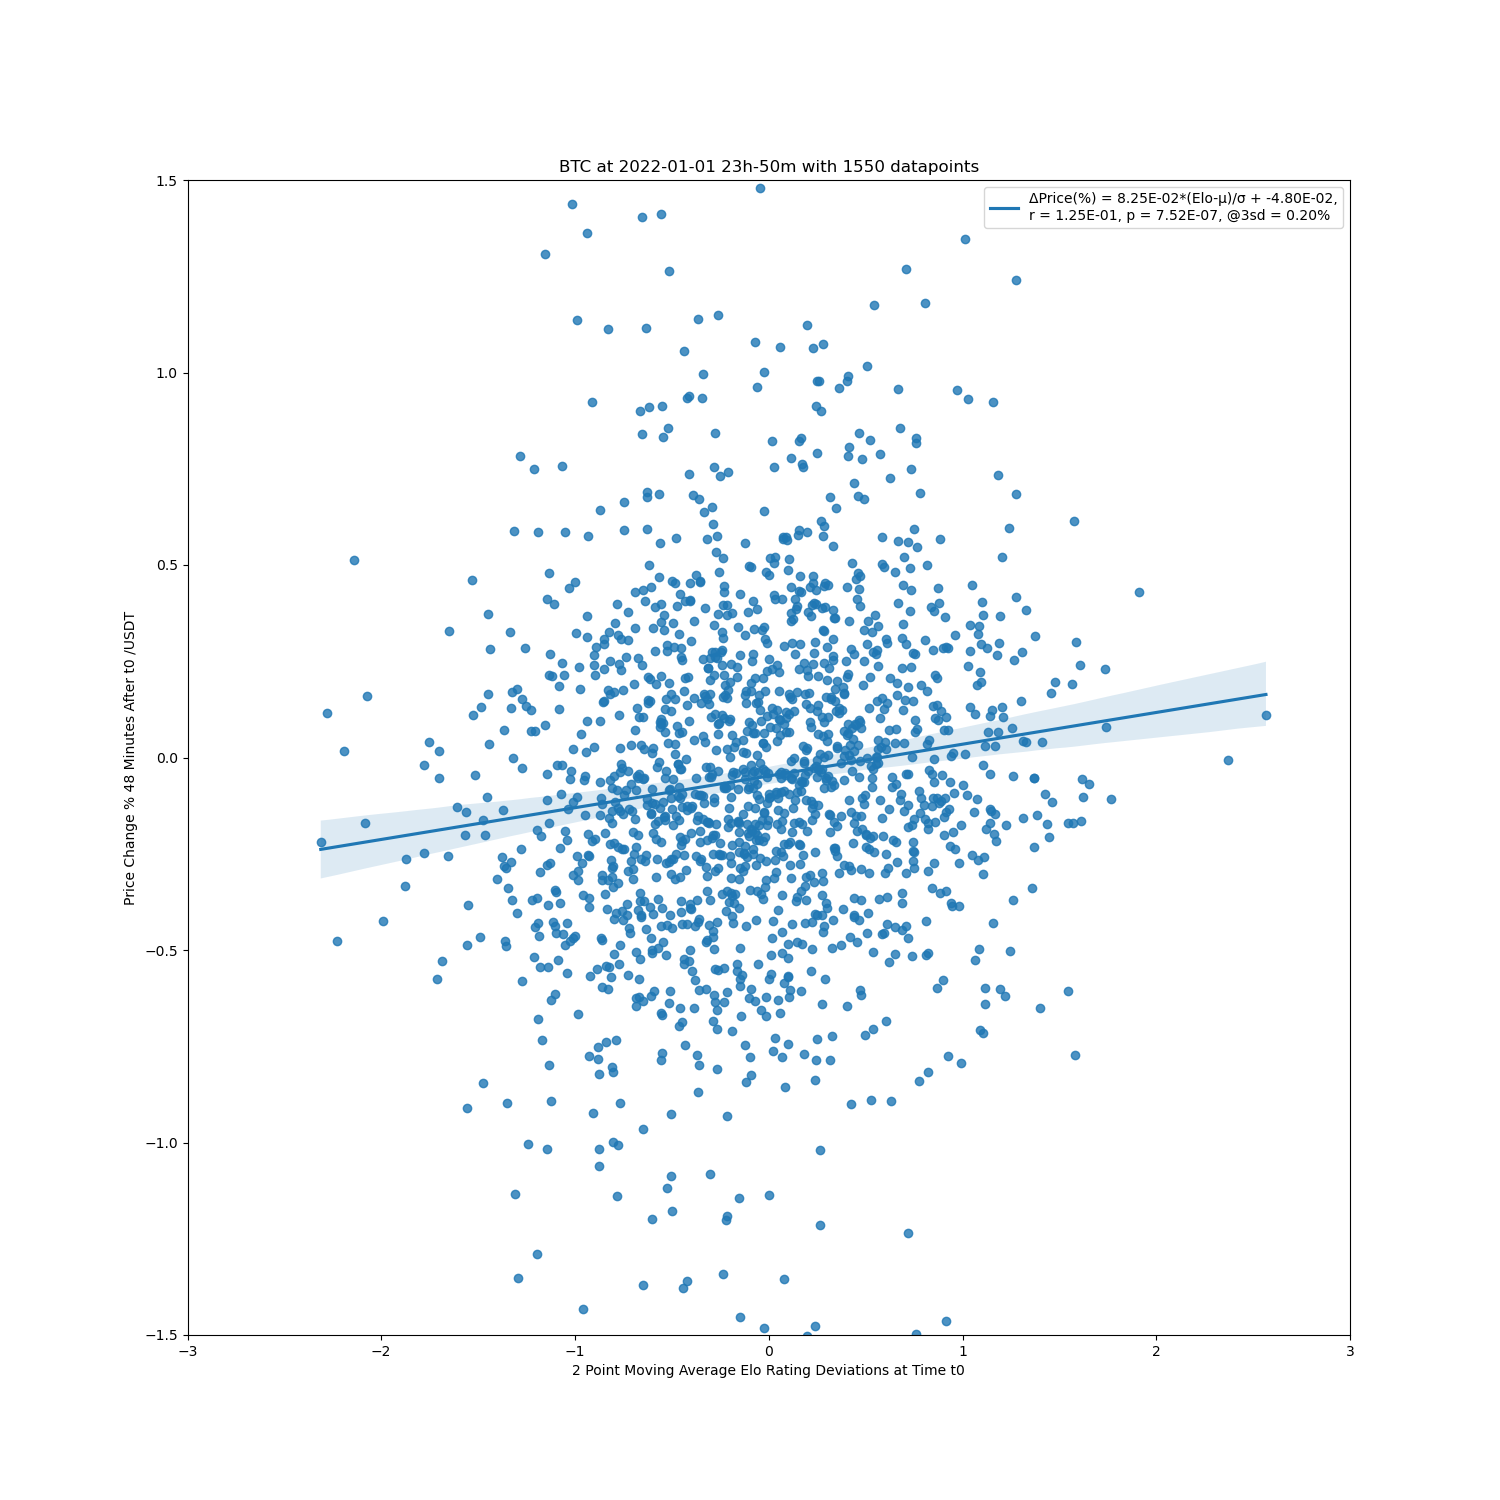 BTC at 2022-01-01 23h-50m with 1550 datapoints
ΔPrice(%) = 8.25E-02*(Elo-μ)/σ + -4.80E-02,
r = 1.25E-01, p = 7.52E-07, @3sd = 0.20%
Price Change % 48 Minutes After t0 /USDT
1.5
1.0
0.5
0.0
−0.5
−1.0
−1.5
−3 −2 −1 0 1 2 3
2 Point Moving Average Elo Rating Deviations at Time t0